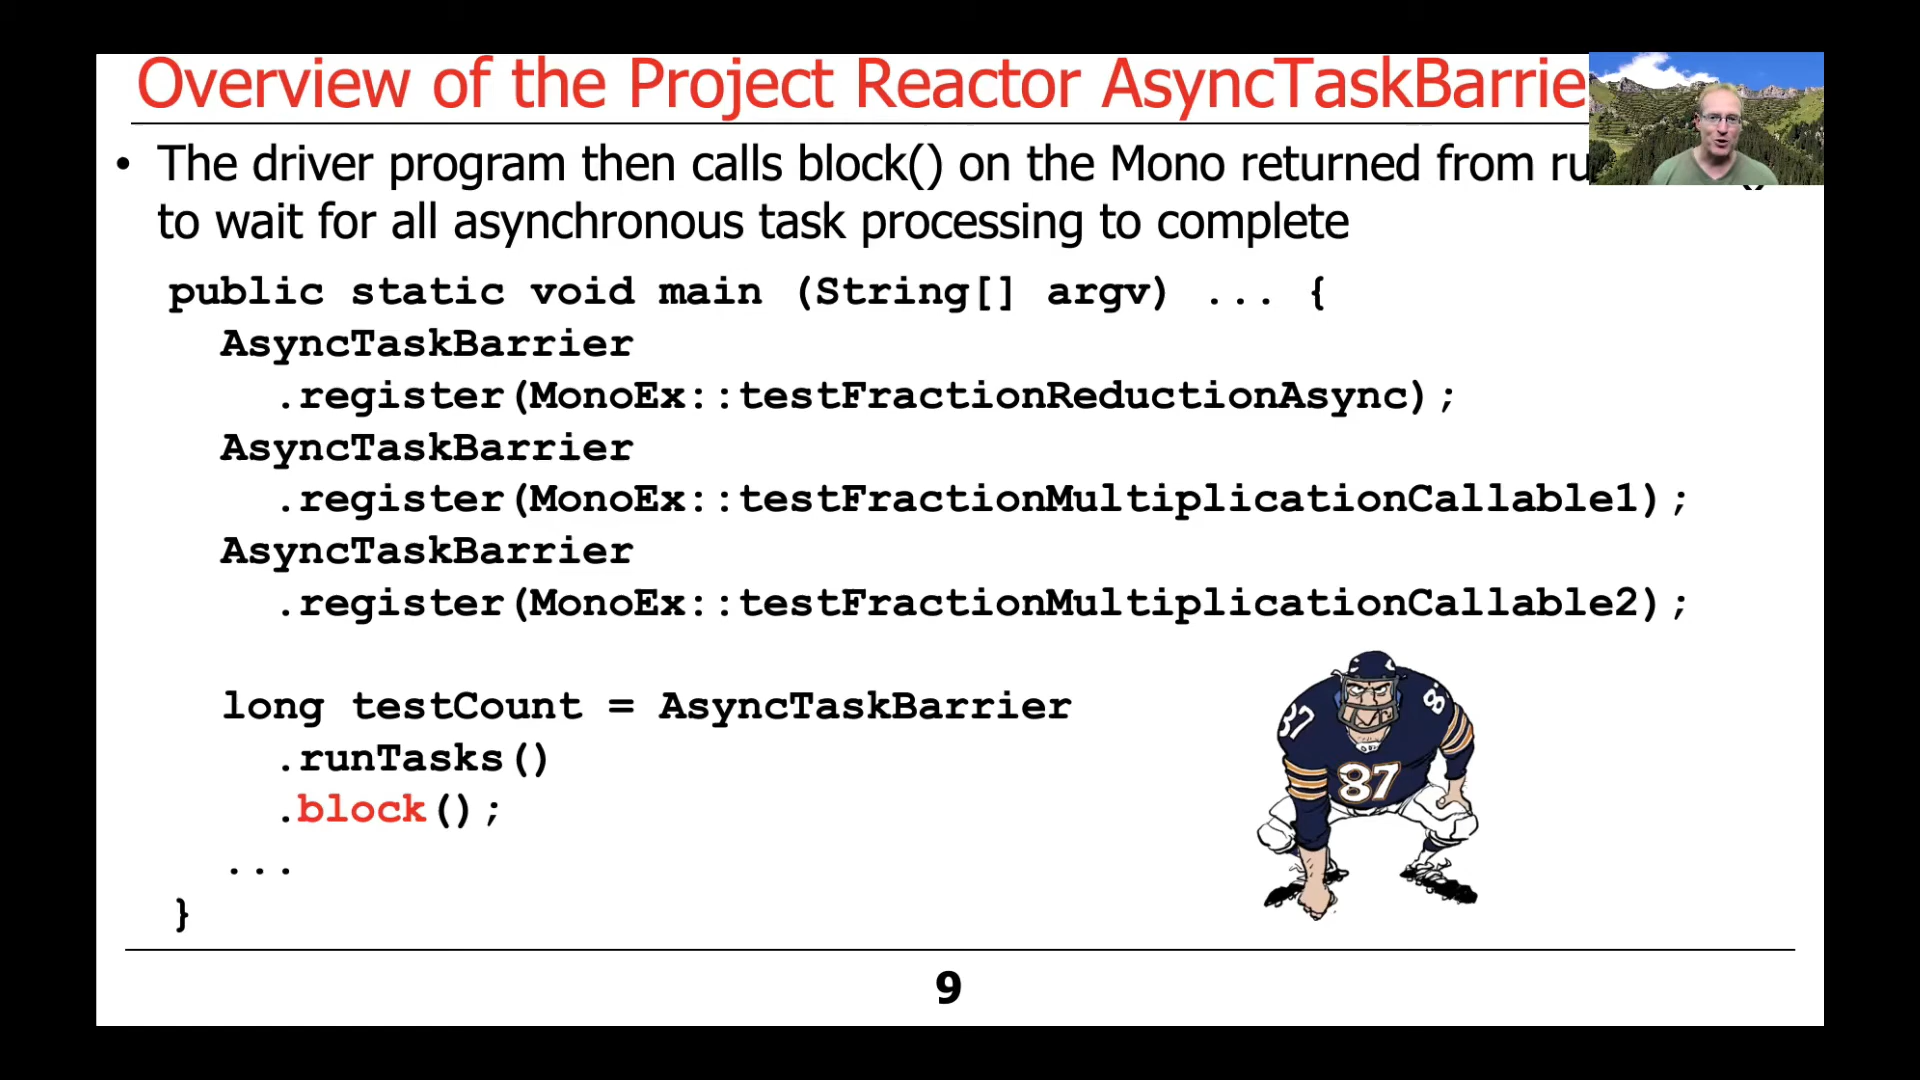 Overview of the Project Reactor AsyncTaskBarrie
• The driver program then calls block() on the Mono returned from ru
to wait for all asynchronous task processing to complete
public static void main (String[] argv) ... {
AsyncTaskBarrier
.register(MonoEx::testFractionReductionAsync);
AsyncTaskBarrier
.register(MonoEx::testFractionMultiplicationCallable1);
AsyncTaskBarrier
.register(MonoEx::testFractionMultiplicationCallable2);
long testCount = AsyncTaskBarrier
.runTasks()
.block();
...
}
37
8
87
9